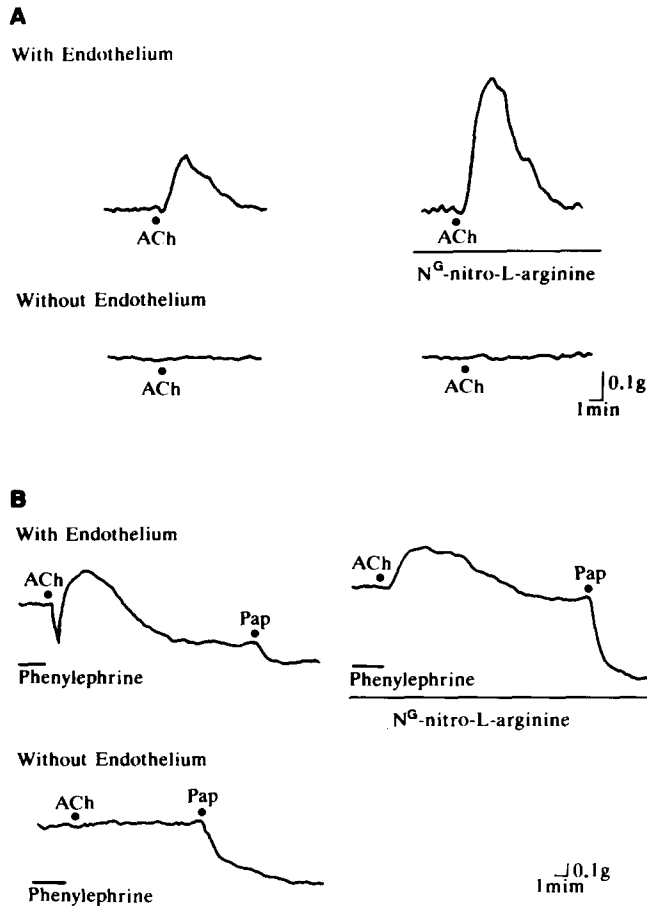 A
With Endothelium
ACh
ACh
N^G-nitro-L-arginine
Without Endothelium
ACh
ACh
0.1g
1min
B
With Endothelium
ACh
Pap
Phenylephrine
ACh
Pap
Phenylephrine
N^G-nitro-L-arginine
Without Endothelium
ACh
Pap
Phenylephrine
0.1g
1mim